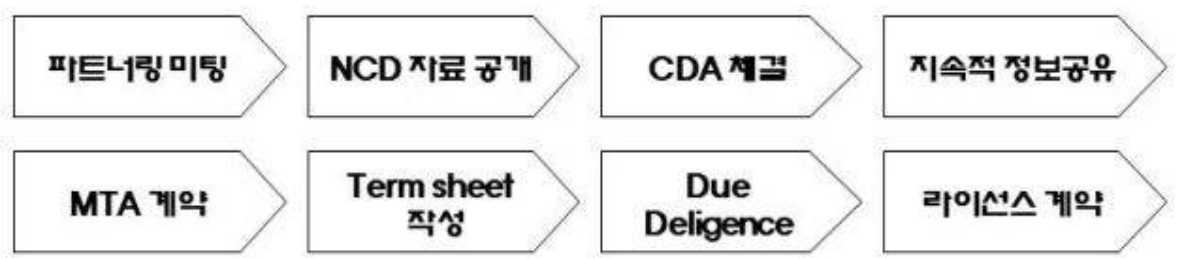 파트너링 미팅
NCD 자료 공개
CDA 체결
지속적 정보공유
MTA 계약
Term sheet
작성
Due
Deligence
라이선스 계약